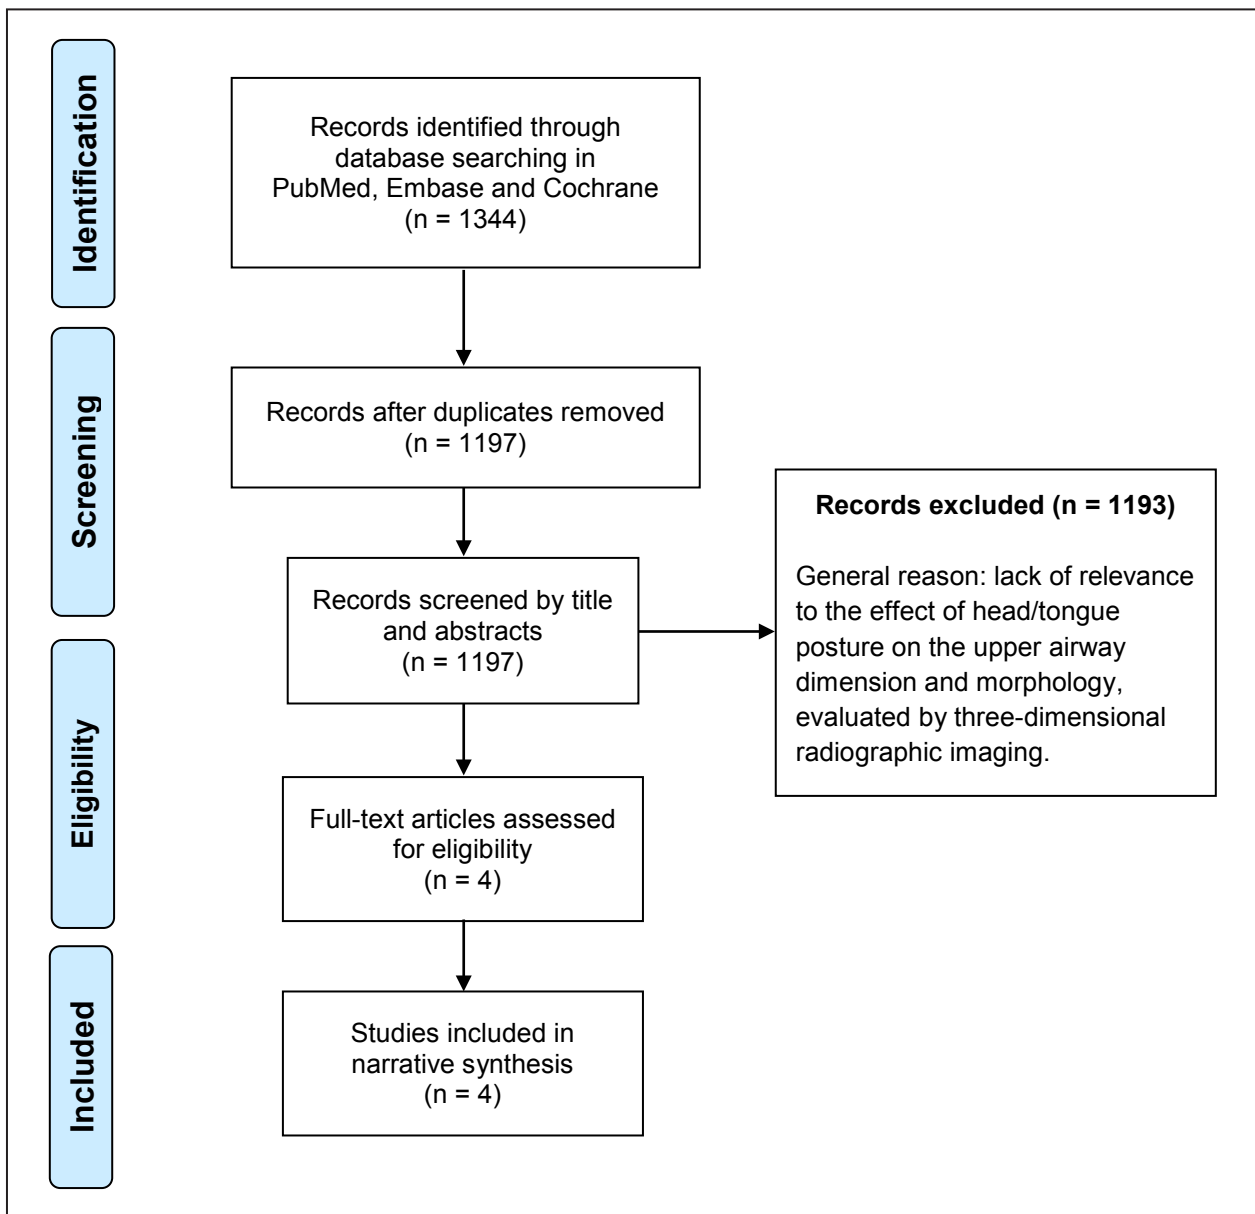 Identification
Records identified through
database searching in
PubMed, Embase and Cochrane
(n = 1344)
Screening
Records after duplicates removed
(n = 1197)
Records screened by title
and abstracts
(n = 1197)
Records excluded (n = 1193)
General reason: lack of relevance
to the effect of head/tongue
posture on the upper airway
dimension and morphology,
evaluated by three-dimensional
radiographic imaging.
Eligibility
Full-text articles assessed
for eligibility
(n = 4)
Included
Studies included in
narrative synthesis
(n = 4)